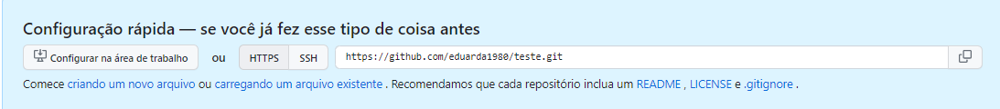 Configuração rápida — se você já fez esse tipo de coisa antes
Configurar na área de trabalho ou HTTPS SSH https://github.com/eduarda1980/teste.git
Comece criando um novo arquivo ou carregando um arquivo existente . Recomendamos que cada repositório inclua um README , LICENSE e .gitignore .